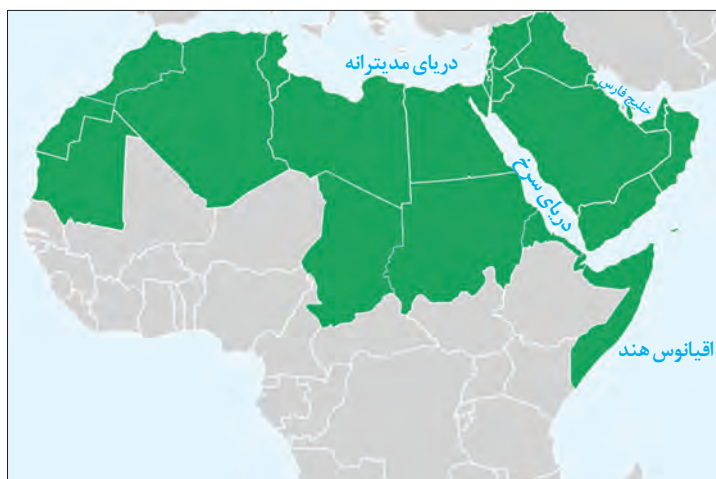 دریای مدیترانه
خلیج فارس
دریای سرخ
اقیانوس هند